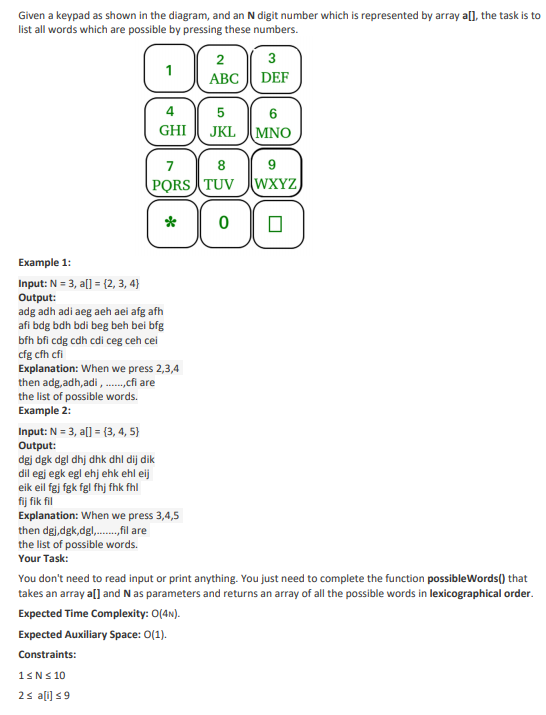 Given a keypad as shown in the diagram, and an N digit number which is represented by array a[], the task is to
list all words which are possible by pressing these numbers.
1
2
ABC
3
DEF
4
GHI
5
JKL
6
MNO
7
PQRS
8
TUV
9
WXYZ
*
0
Example 1:
Input: N = 3, a[] = {2, 3, 4}
Output:
adg adh adi aeg aeh aei afg afh
afi bdg bdh bdi beg beh bei bfg
bfh bfi cdg cdh cdi ceg ceh cei
cfg cfh cfi
Explanation: When we press 2,3,4
then adg,adh,adi , ......,cfi are
the list of possible words.
Example 2:
Input: N = 3, a[] = {3, 4, 5}
Output:
dgj dgk dgl dhj dhk dhl dij dik
dil egj egk egl ehj ehk ehl eij
eik eil fgj fgk fgl fhj fhk fhl
fij fik fil
Explanation: When we press 3,4,5
then dgj,dgk,dgl,.......,fil are
the list of possible words.
Your Task:
You don't need to read input or print anything. You just need to complete the function possibleWords() that
takes an array a[] and N as parameters and returns an array of all the possible words in lexicographical order.
Expected Time Complexity: O(4N).
Expected Auxiliary Space: O(1).
Constraints:
1 ≤ N ≤ 10
2 ≤ a[i] ≤ 9